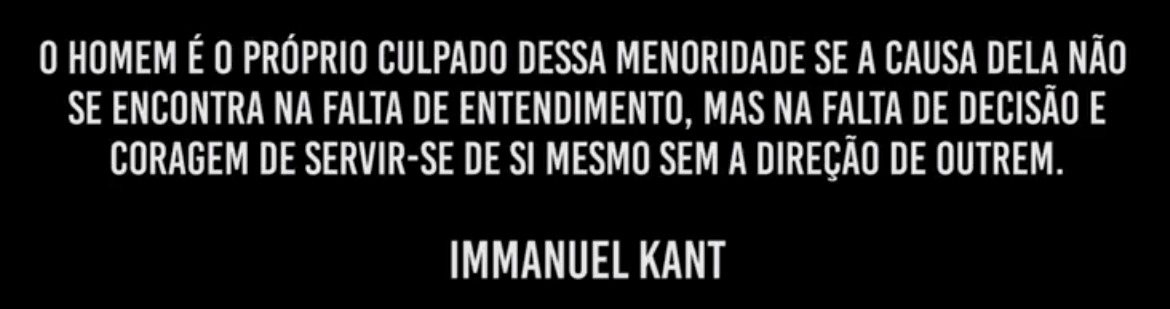 O HOMEM É O PRÓPRIO CULPADO DESSA MENORIDADE SE A CAUSA DELA NÃO
SE ENCONTRA NA FALTA DE ENTENDIMENTO, MAS NA FALTA DE DECISÃO E
CORAGEM DE SERVIR-SE DE SI MESMO SEM A DIREÇÃO DE OUTREM.
IMMANUEL KANT